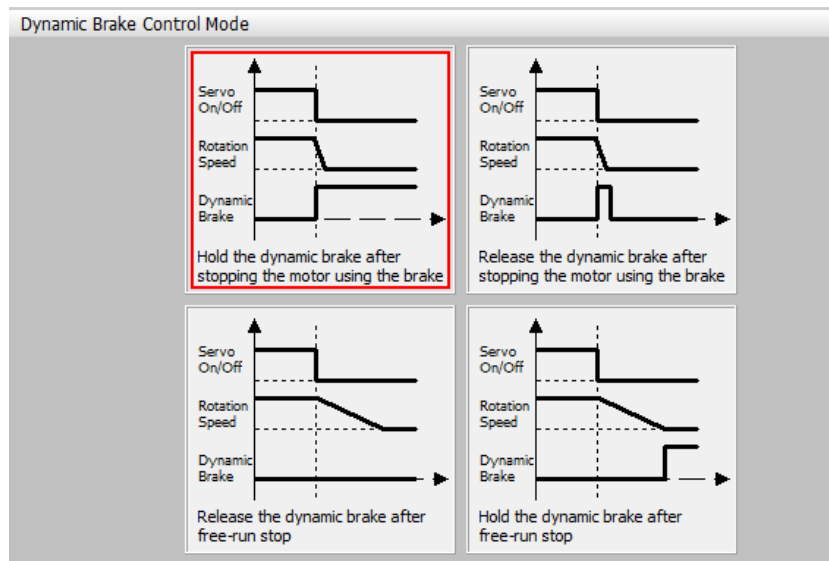 Dynamic Brake Control Mode
Servo
On/Off
Rotation
Speed
Dynamic
Brake
Hold the dynamic brake after
stopping the motor using the brake
Servo
On/Off
Rotation
Speed
Dynamic
Brake
Release the dynamic brake after
stopping the motor using the brake
Servo
On/Off
Rotation
Speed
Dynamic
Brake
Release the dynamic brake after
free-run stop
Servo
On/Off
Rotation
Speed
Dynamic
Brake
Hold the dynamic brake after
free-run stop